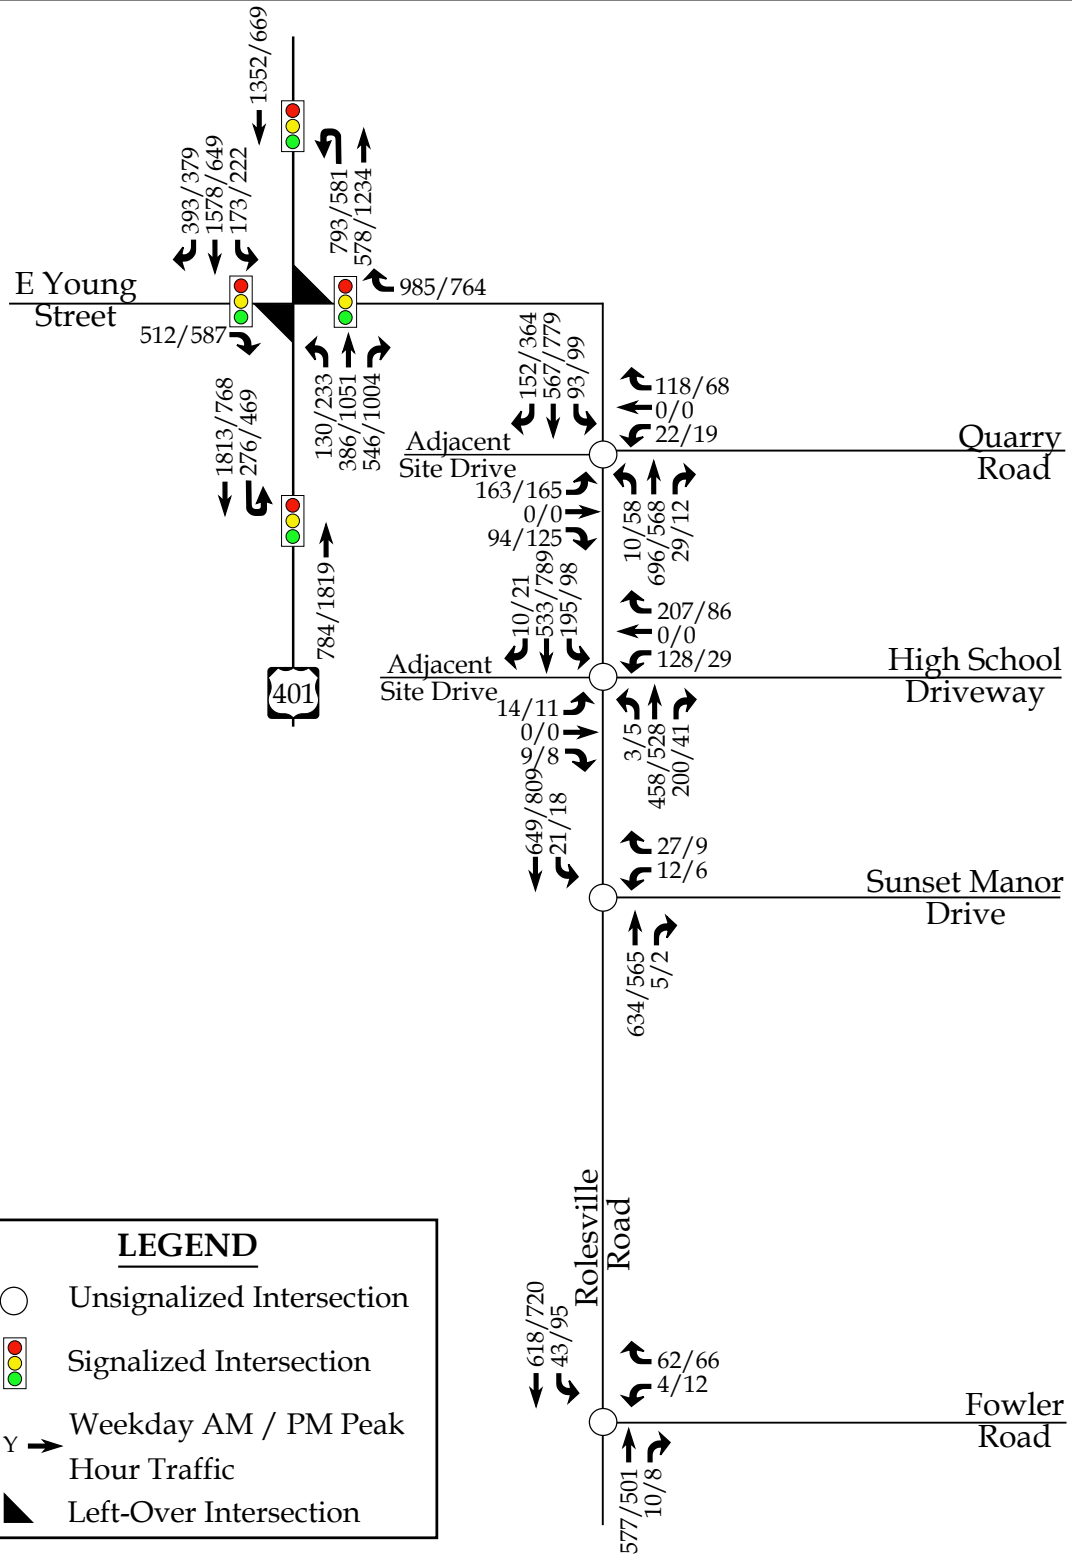 1352/669
393/379
1578/649
173/222
793/581
578/1234
E Young
Street
985/764
512/587
130/233
386/1051
546/1004
1813/768
276/469
784/1819
401
152/364
567/779
93/99
118/68
0/0
22/19
Adjacent
Site Drive
Quarry
Road
163/165
0/0
94/125
10/58
696/568
29/12
10/21
533/789
195/98
207/86
0/0
128/29
Adjacent
Site Drive
High School
Driveway
14/11
0/0
9/8
3/5
458/528
200/41
649/809
21/18
27/9
12/6
Sunset Manor
Drive
634/565
5/2
Rolesville
Road
618/720
43/95
62/66
4/12
Fowler
Road
577/501
10/8
LEGEND
Unsignalized Intersection
Signalized Intersection
Y
Weekday AM / PM Peak
Hour Traffic
Left-Over Intersection